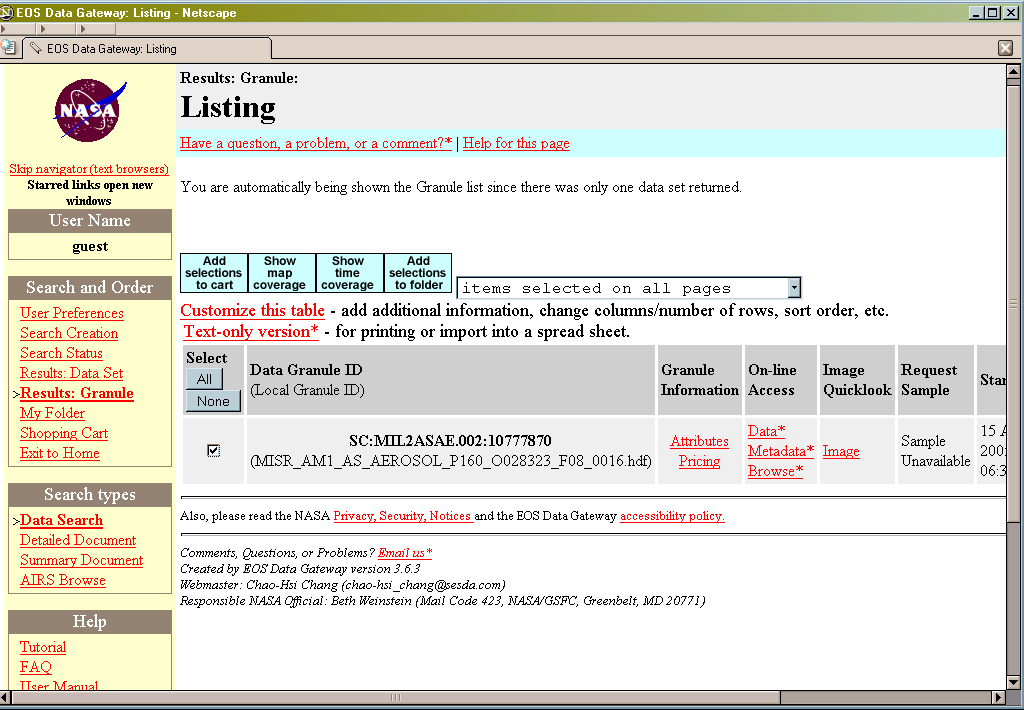 EOS Data Gateway: Listing - Netscape
EOS Data Gateway: Listing
NASA
Skip navigator (text browsers)
Starred links open new
windows
User Name
guest
Search and Order
User Preferences
Search Creation
Search Status
Results: Data Set
>Results: Granule
My Folder
Shopping Cart
Exit to Home
Search types
>Data Search
Detailed Document
Summary Document
AIRS Browse
Help
Tutorial
FAQ
User Manual
Results: Granule:
Listing
Have a question, a problem, or a comment?* | Help for this page
You are automatically being shown the Granule list since there was only one data set returned.
Add selections to cart
Show map coverage
Show time coverage
Add selections to folder
items selected on all pages
Customize this table - add additional information, change columns/number of rows, sort order, etc.
Text-only version* - for printing or import into a spread sheet.
Select
All
None
Data Granule ID
(Local Granule ID)
Granule Information
On-line Access
Image Quicklook
Request Sample
SC:MIL2ASAE.002:10777870
(MISR_AM1_AS_AEROSOL_P160_O028323_F08_0016.hdf)
Attributes
Pricing
Data*
Metadata*
Browse*
Image
Sample
Unavailable
15
Also, please read the NASA Privacy, Security, Notices and the EOS Data Gateway accessibility policy.
Comments, Questions, or Problems? Email us*
Created by EOS Data Gateway version 3.6.3
Webmaster: Chao-Hsi Chang (chao-hsi_chang@sesda.com)
Responsible NASA Official: Beth Weinstein (Mail Code 423, NASA/GSFC, Greenbelt, MD 20771)